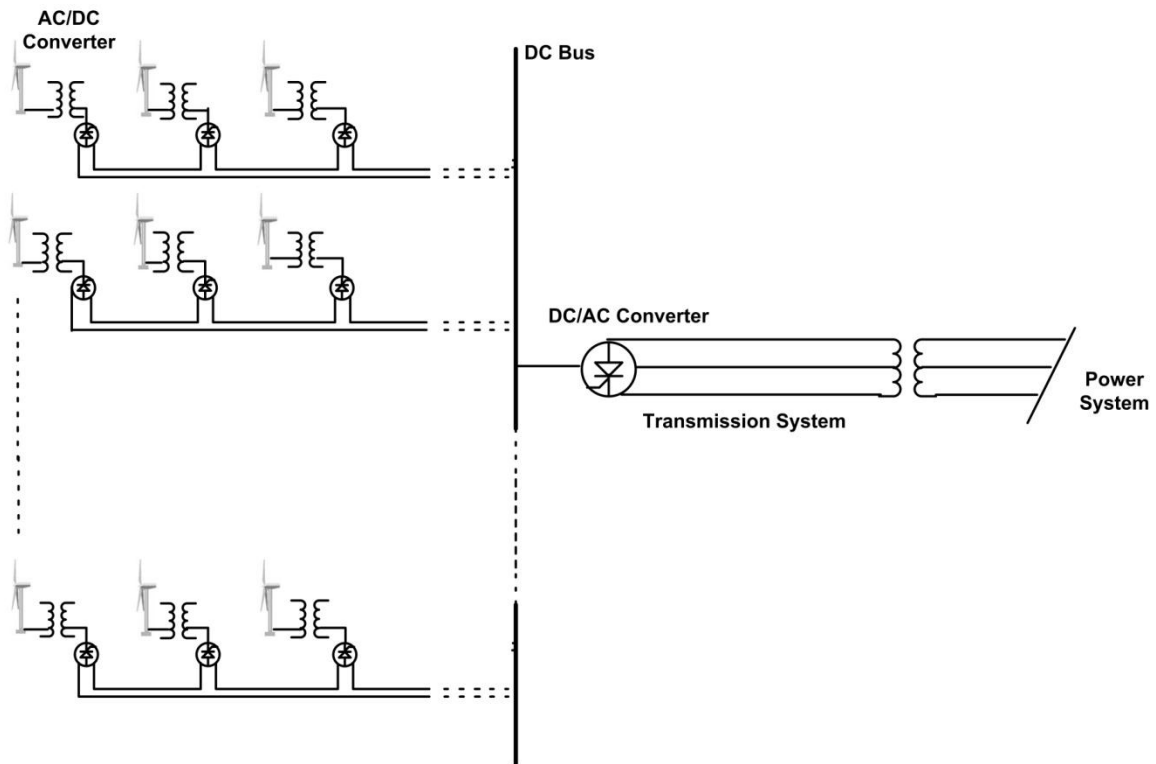 AC/DC
Converter
DC Bus
DC/AC Converter
Transmission System
Power
System